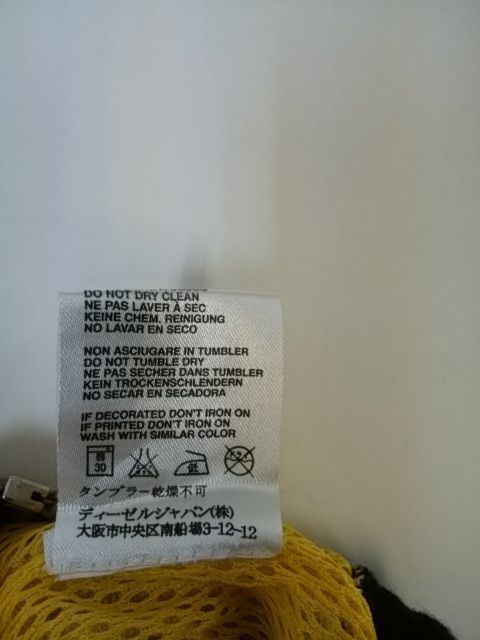 DO NOT DRY CLEAN
NE PAS LAVER À SEC
KEINE CHEM. REINIGUNG
NO LAVAR EN SECO
NON ASCIUGARE IN TUMBLER
DO NOT TUMBLE DRY
NE PAS SECHER DANS TUMBLER
KEIN TROCKENSCHLENDERN
NO SECAR EN SECADORA
IF DECORATED DON'T IRON ON
IF PRINTED DON'T IRON ON
WASH WITH SIMILAR COLOR
30 低
タンブラー乾燥不可
ディーゼルジャパン(株)
大阪市中央区南船場3-12-12